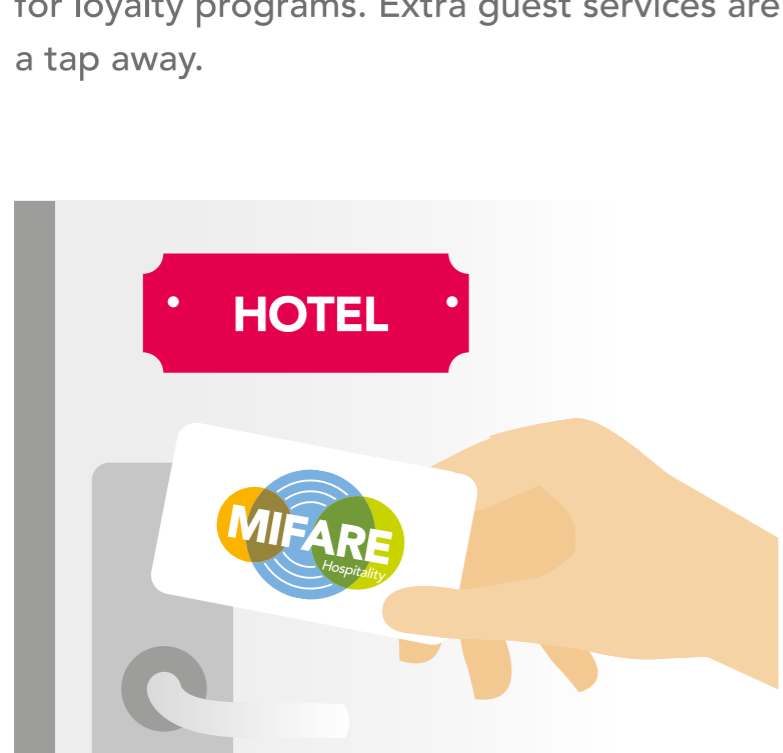 for loyalty programs. Extra guest services are
a tap away.
HOTEL
MIFARE
Hospitality